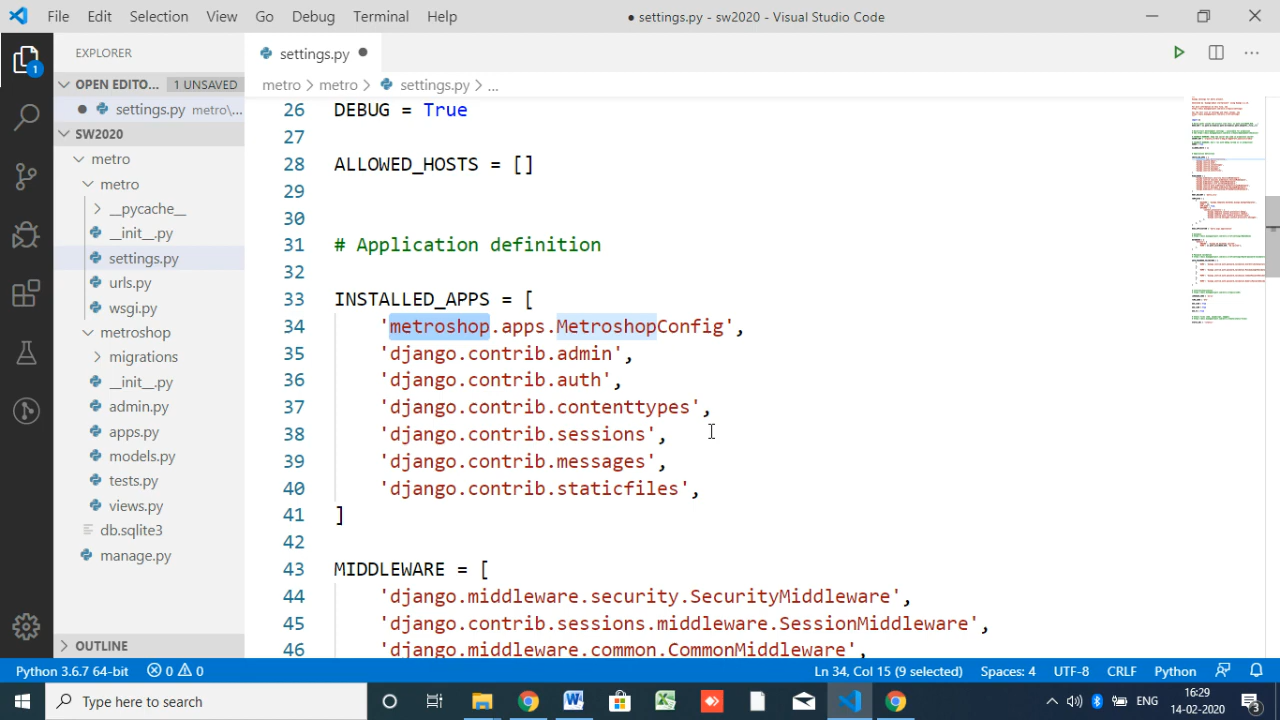 File Edit Selection View Go Debug Terminal Help
● settings.py - sw2020 - Visual Studio Code
EXPLORER
OPEN EDITO... 1 UNSAVED
settings.py metro\...
SW2020
metro
metro
__pycache__
__init__.py
settings.py
urls.py
wsgi.py
metroshop
migrations
__init__.py
admin.py
apps.py
models.py
tests.py
views.py
db.sqlite3
manage.py
OUTLINE
1
settings.py
metro > metro > settings.py > ...
26 DEBUG = True
27
28 ALLOWED_HOSTS = []
29
30
31 # Application definition
32
33 INSTALLED_APPS = [
34 'metroshop.apps.MetroshopConfig',
35 'django.contrib.admin',
36 'django.contrib.auth',
37 'django.contrib.contenttypes',
38 'django.contrib.sessions',
39 'django.contrib.messages',
40 'django.contrib.staticfiles',
41 ]
42
43 MIDDLEWARE = [
44 'django.middleware.security.SecurityMiddleware',
45 'django.contrib.sessions.middleware.SessionMiddleware',
46 'django.middleware.common.CommonMiddleware',
Python 3.6.7 64-bit 0 0 Ln 34, Col 15 (9 selected) Spaces: 4 UTF-8 CRLF Python
Type here to search
ENG
16:29
14-02-2020
3